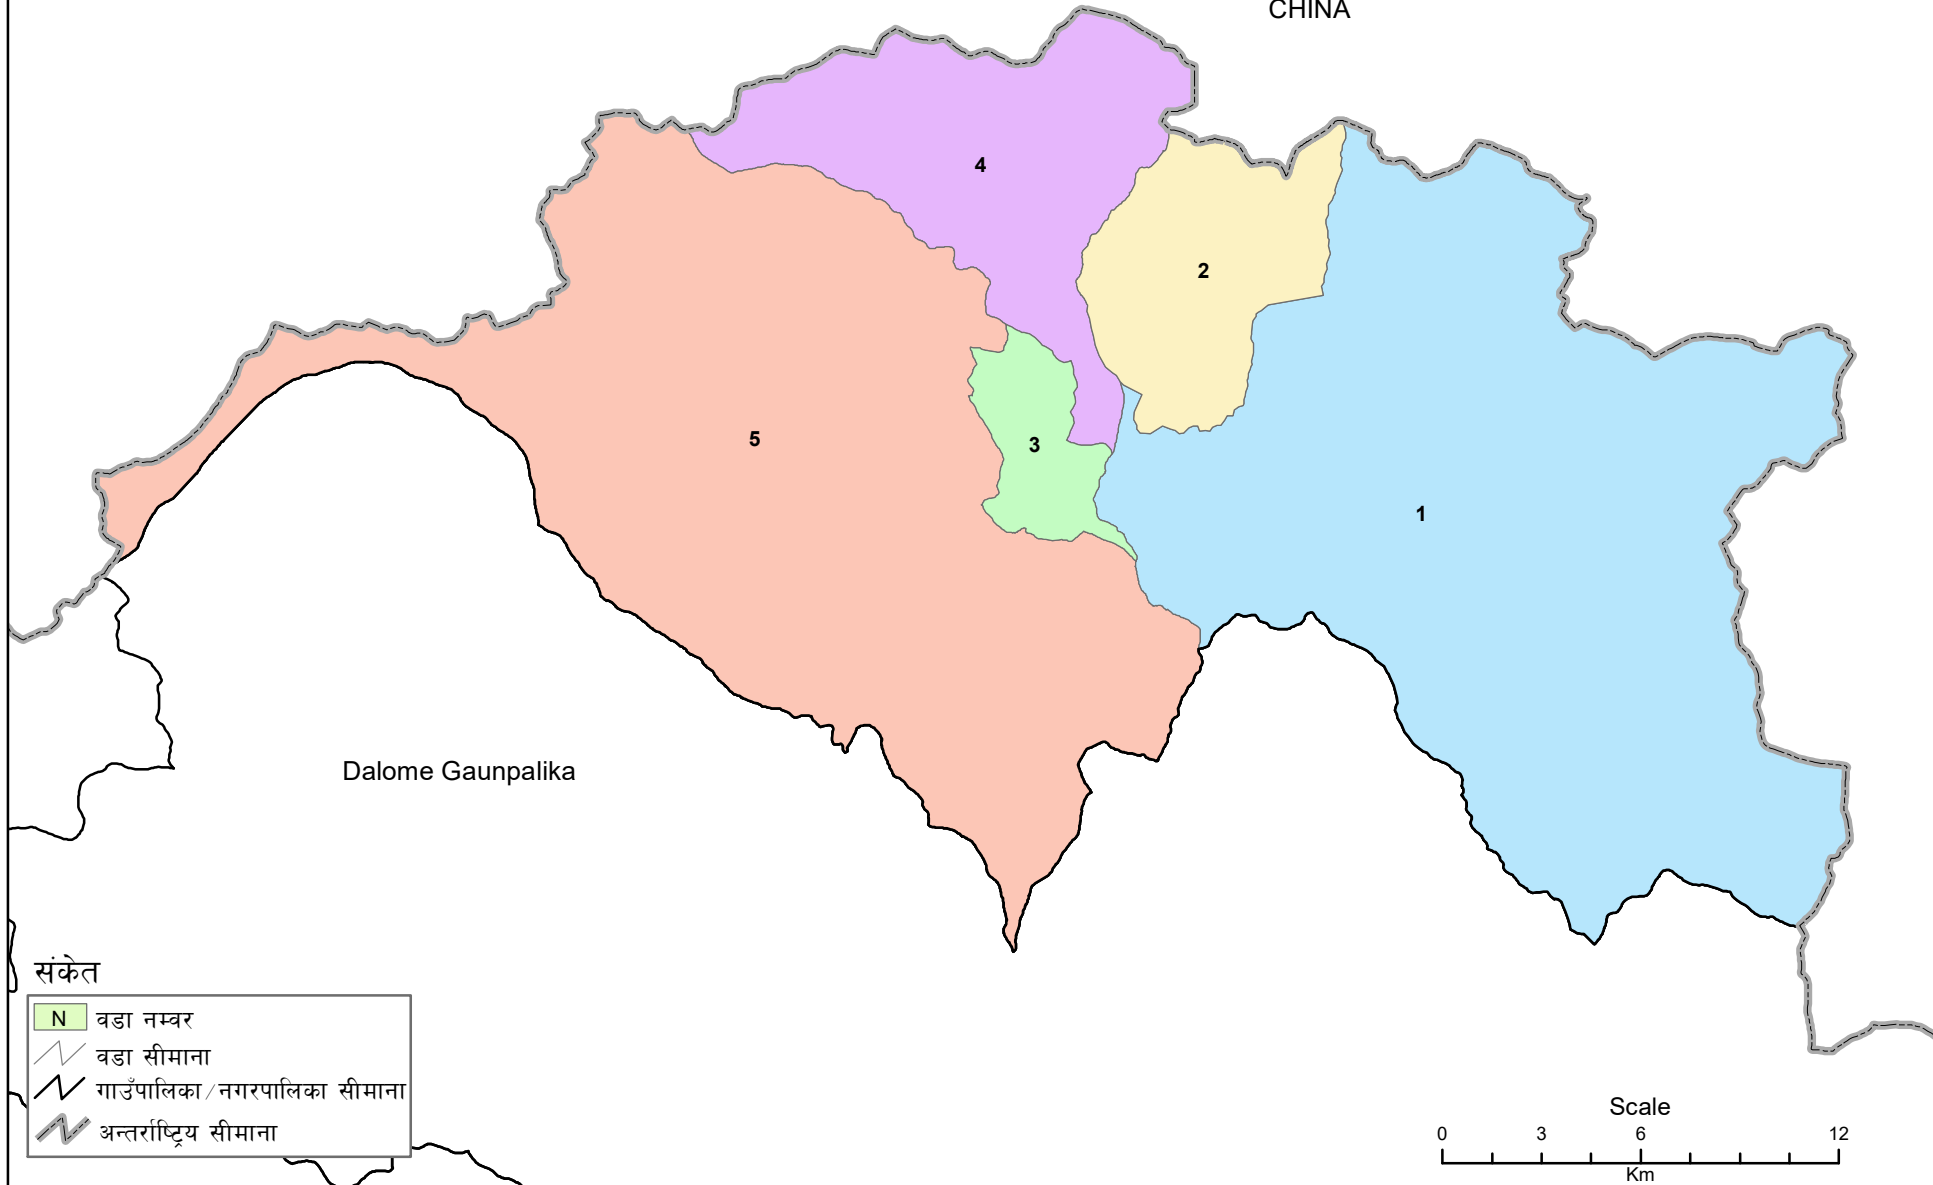 CHINA
4
2
5
3
1
Dalome Gaunpalika
संकेत
N वडा नम्वर
वडा सीमाना
गाउँपालिका/नगरपालिका सीमाना
अन्तर्राष्ट्रिय सीमाना
Scale
0 3 6 12
Km